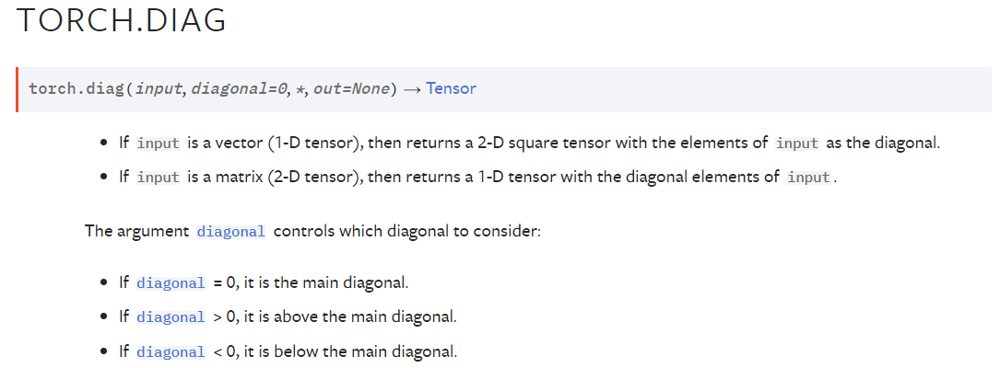 TORCH.DIAG
torch.diag(input, diagonal=0, *, out=None) → Tensor
• If input is a vector (1-D tensor), then returns a 2-D square tensor with the elements of input as the diagonal.
• If input is a matrix (2-D tensor), then returns a 1-D tensor with the diagonal elements of input.
The argument diagonal controls which diagonal to consider:
• If diagonal = 0, it is the main diagonal.
• If diagonal > 0, it is above the main diagonal.
• If diagonal < 0, it is below the main diagonal.